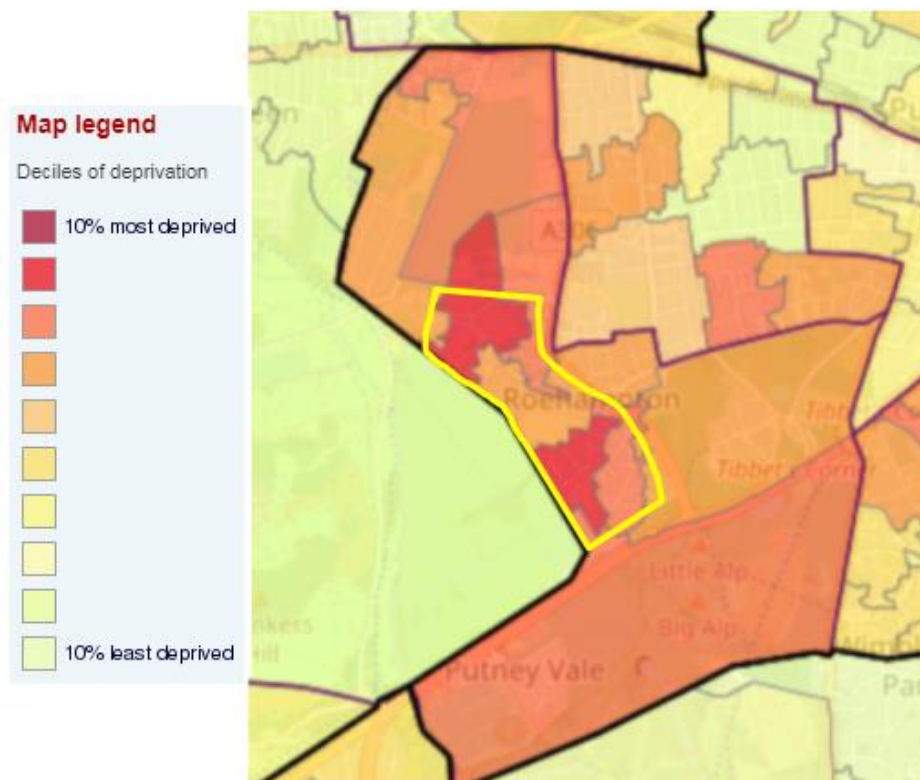 Map legend
Deciles of deprivation
10% most deprived
10% least deprived
A306
Roehampton
Tibbet's Corner
Little Alp
Big Alp
Putney Vale